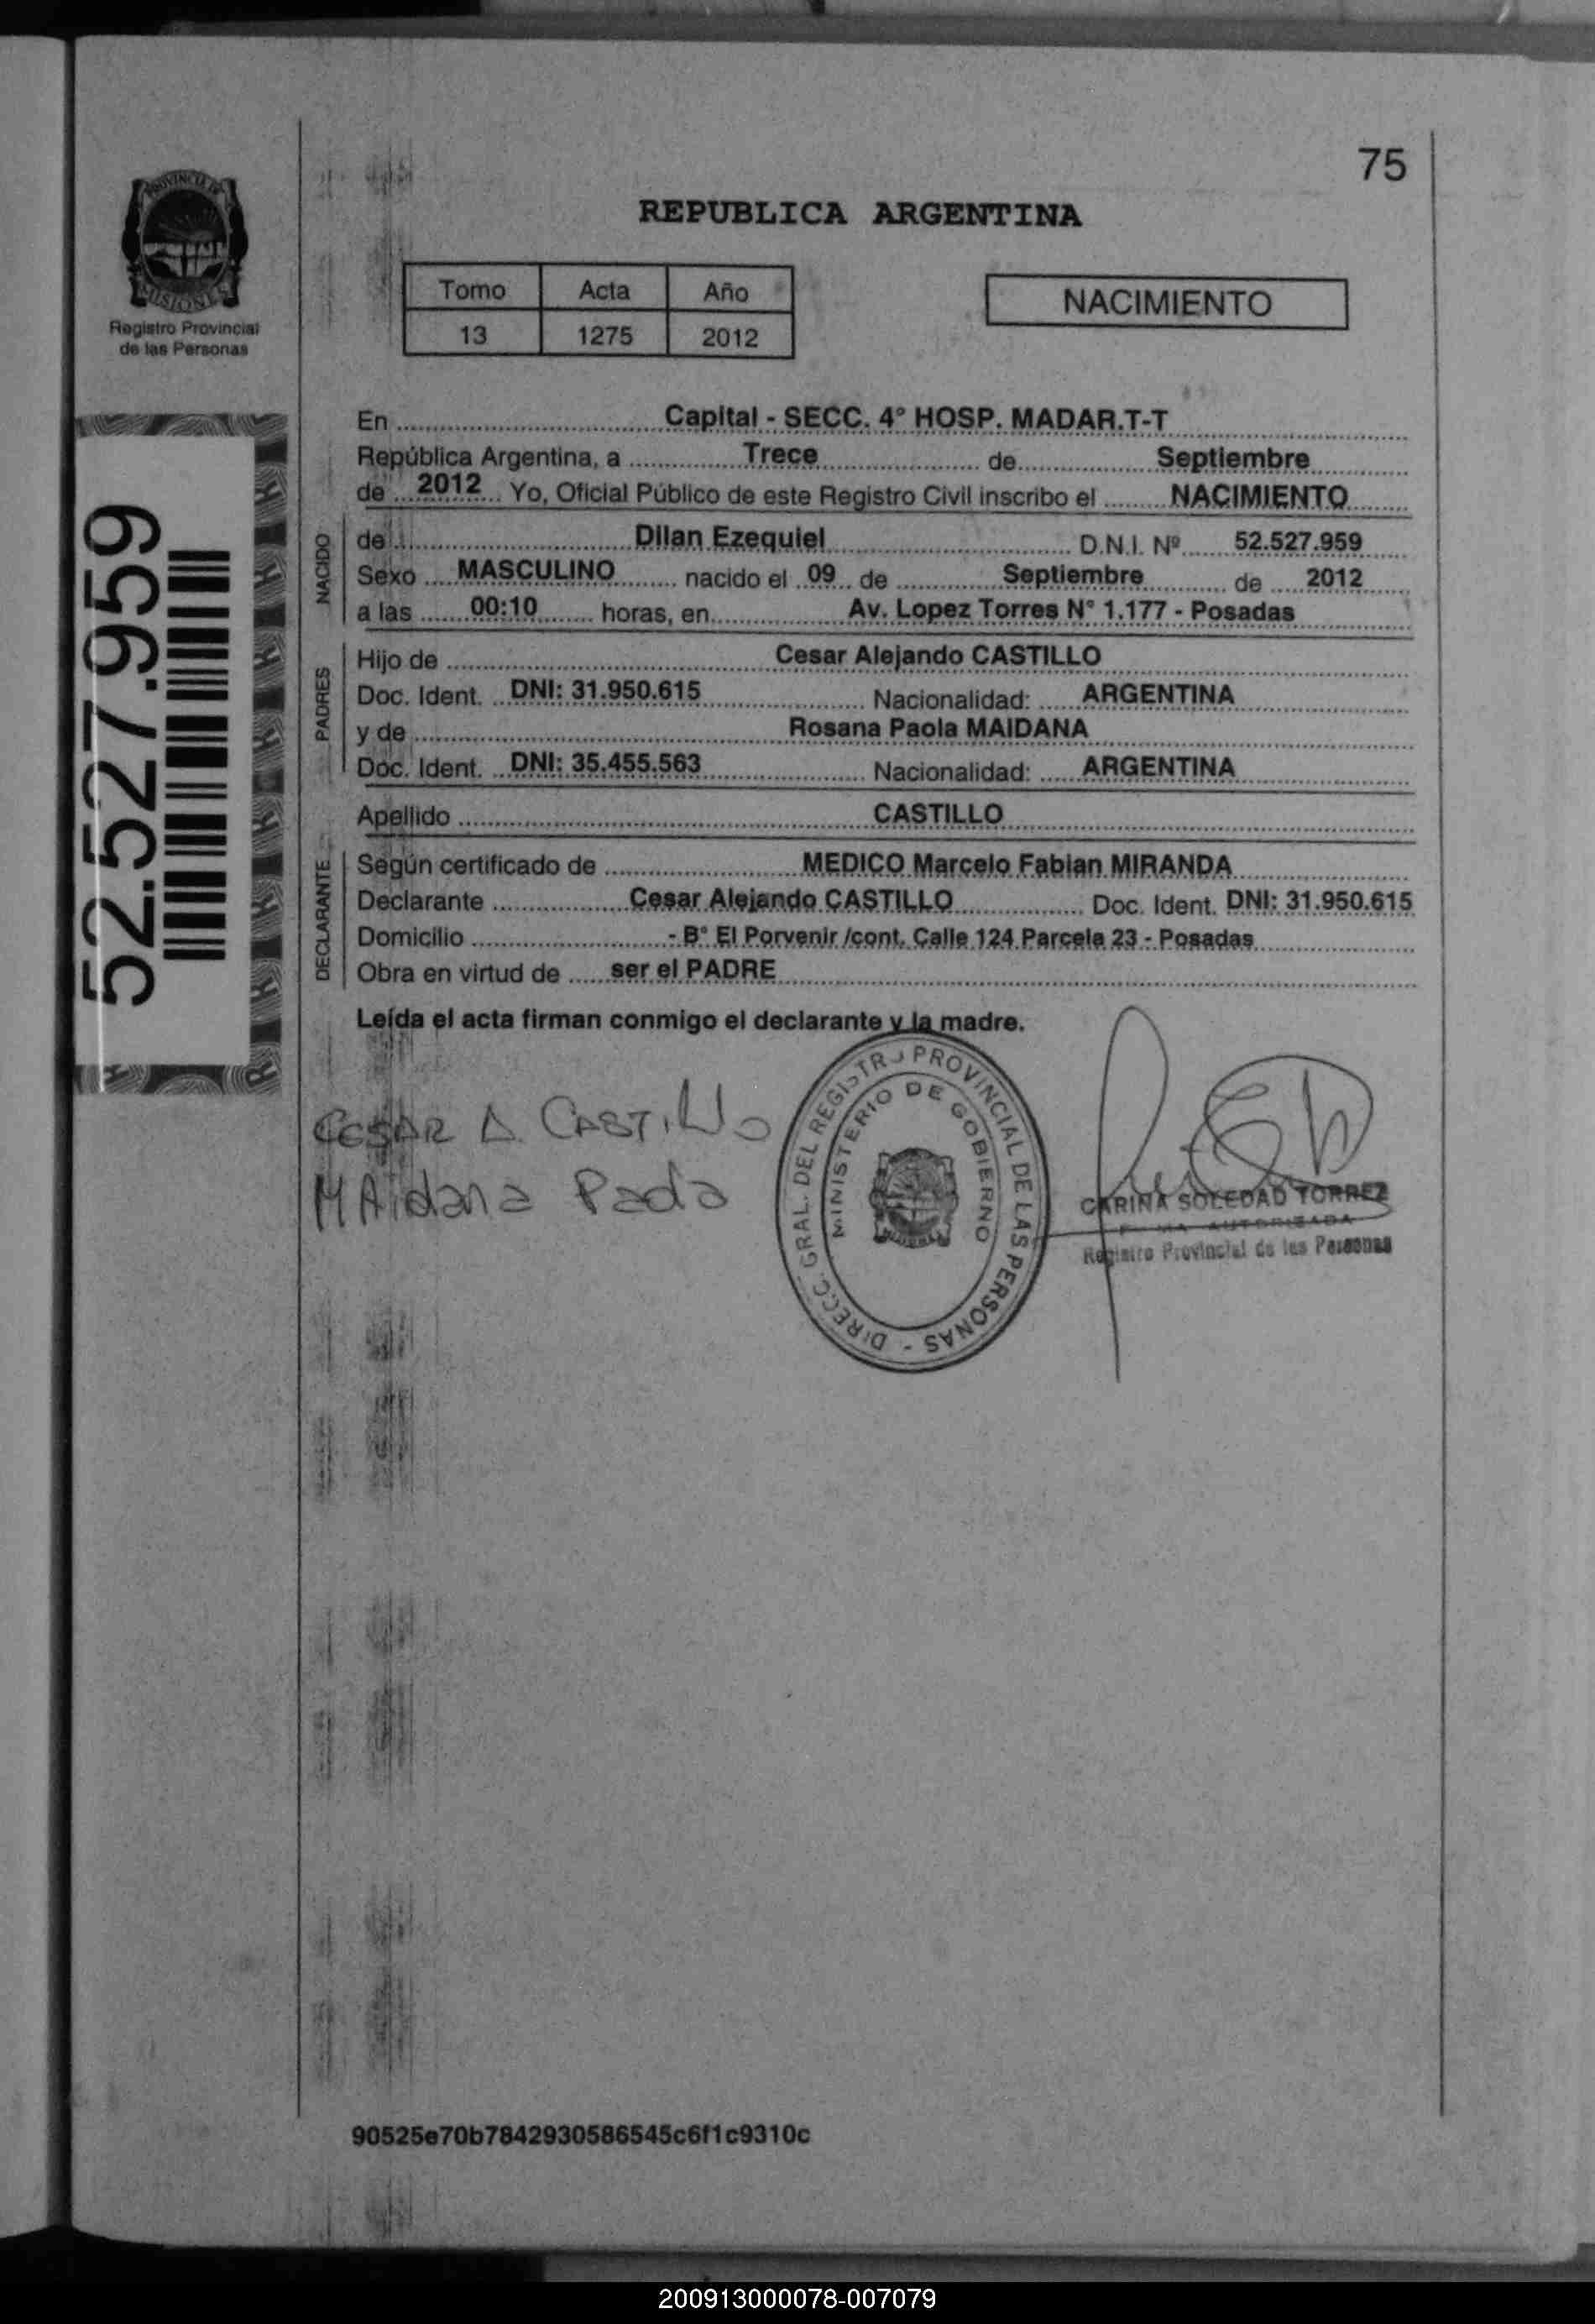 75
PROVINCIA DE
MISIONES
Registro Provincial
de las Personas
REPUBLICA ARGENTINA
Tomo Acta Año
13 1275 2012
NACIMIENTO
52.527.959
En Capital - SECC. 4° HOSP. MADAR.T-T
República Argentina, a Trece de Septiembre
de 2012 Yo, Oficial Público de este Registro Civil inscribo el NACIMIENTO
NACIDO
de Dilan Ezequiel D.N.I. Nº 52.527.959
Sexo MASCULINO nacido el 09 de Septiembre de 2012
a las 00:10 horas, en Av. Lopez Torres N° 1.177 - Posadas
PADRES
Hijo de Cesar Alejando CASTILLO
Doc. Ident. DNI: 31.950.615 Nacionalidad: ARGENTINA
y de Rosana Paola MAIDANA
Doc. Ident. DNI: 35.455.563 Nacionalidad: ARGENTINA
Apellido CASTILLO
DECLARANTE
Según certificado de MEDICO Marcelo Fabian MIRANDA
Declarante Cesar Alejando CASTILLO Doc. Ident. DNI: 31.950.615
Domicilio - B° El Porvenir /cont. Calle 124 Parcela 23 - Posadas
Obra en virtud de ser el PADRE
Leída el acta firman conmigo el declarante y la madre.
CESAR A. CASTILLO
MAidana Paola
DIRECC. GRAL. DEL REGISTRO PROVINCIAL DE LAS PERSONAS -
MINISTERIO DE GOBIERNO
CARINA SOLEDAD TORREZ
FIRMA AUTORIZADA
Registro Provincial de las Personas
90525e70b7842930586545c6f1c9310c
200913000078-007079